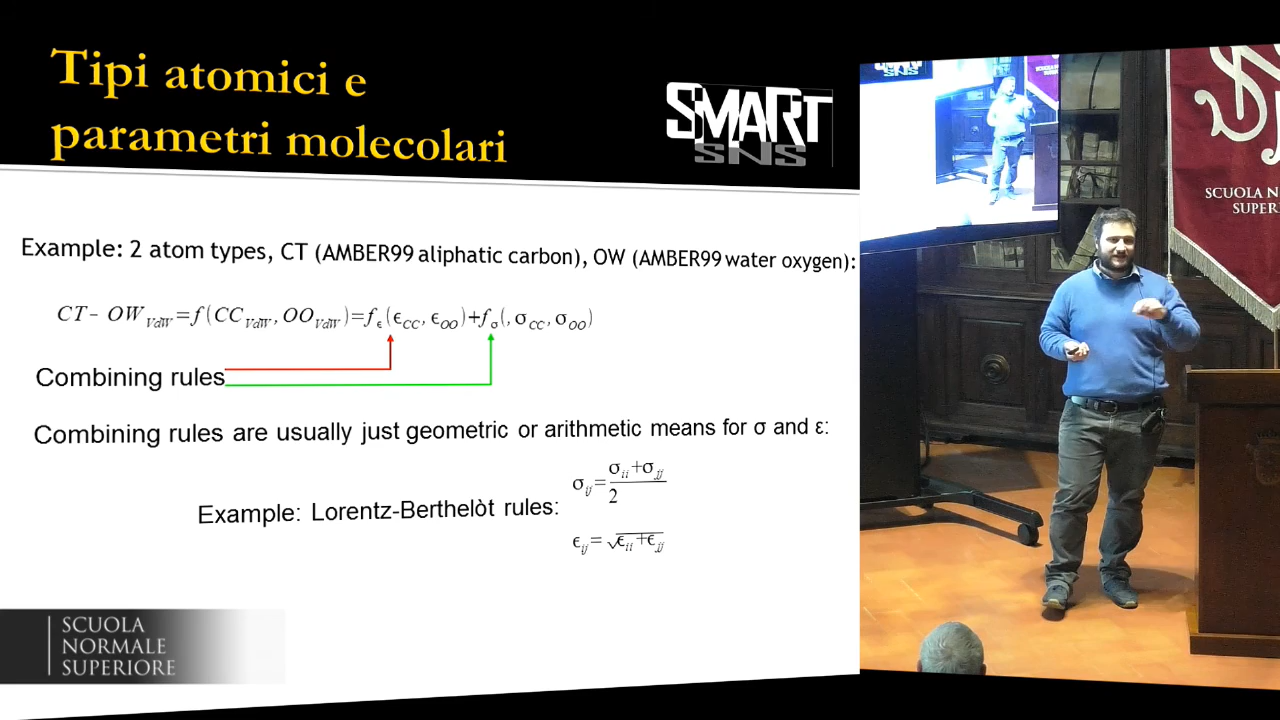 Tipi atomici e
parametri molecolari
SMART
SNS
Example: 2 atom types, CT (AMBER99 aliphatic carbon), OW (AMBER99 water oxygen):
CT- OW_VdW=f(CC_VdW, OO_VdW)=f_ϵ(ϵ_CC, ϵ_OO)+f_σ(, σ_CC, σ_OO)
Combining rules
Combining rules are usually just geometric or arithmetic means for σ and ε:
σ_ij=(σ_ii+σ_jj)/2
Example: Lorentz-Berthelòt rules:
ϵ_ij=√(ϵ_ii+ϵ_jj)
SCUOLA
NORMALE
SUPERIORE
SNS
SCUOLA N
SUPER